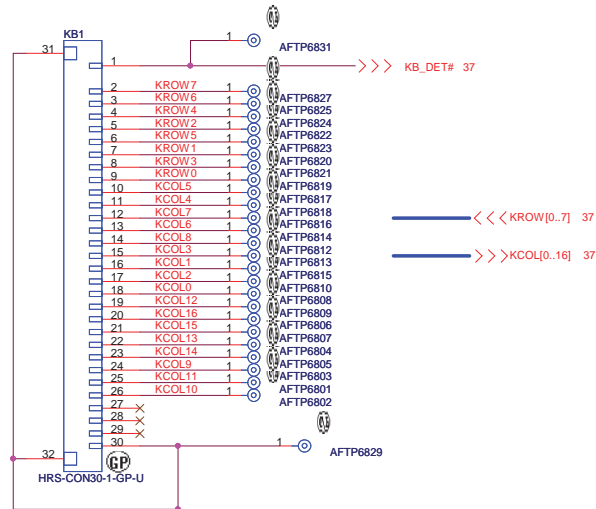 KB1
31
1
AFTP6831
1
KB_DET# 37
2 KROW7 1 AFTP6827
3 KROW6 1 AFTP6825
4 KROW4 1 AFTP6824
5 KROW2 1 AFTP6822
6 KROW5 1 AFTP6823
7 KROW1 1 AFTP6820
8 KROW3 1 AFTP6821
9 KROW0 1 AFTP6819
10 KCOL5 1 AFTP6817
11 KCOL4 1 AFTP6818
12 KCOL7 1 AFTP6816
13 KCOL6 1 AFTP6814
14 KCOL8 1 AFTP6812
15 KCOL3 1 AFTP6813
16 KCOL1 1 AFTP6815
17 KCOL2 1 AFTP6810
18 KCOL0 1 AFTP6808
19 KCOL12 1 AFTP6809
20 KCOL16 1 AFTP6806
21 KCOL15 1 AFTP6807
22 KCOL13 1 AFTP6804
23 KCOL14 1 AFTP6805
24 KCOL9 1 AFTP6803
25 KCOL11 1 AFTP6801
26 KCOL10 1 AFTP6802
27
28
29
30
1
AFTP6829
32
GP
HRS-CON30-1-GP-U
KROW[0..7] 37
KCOL[0..16] 37